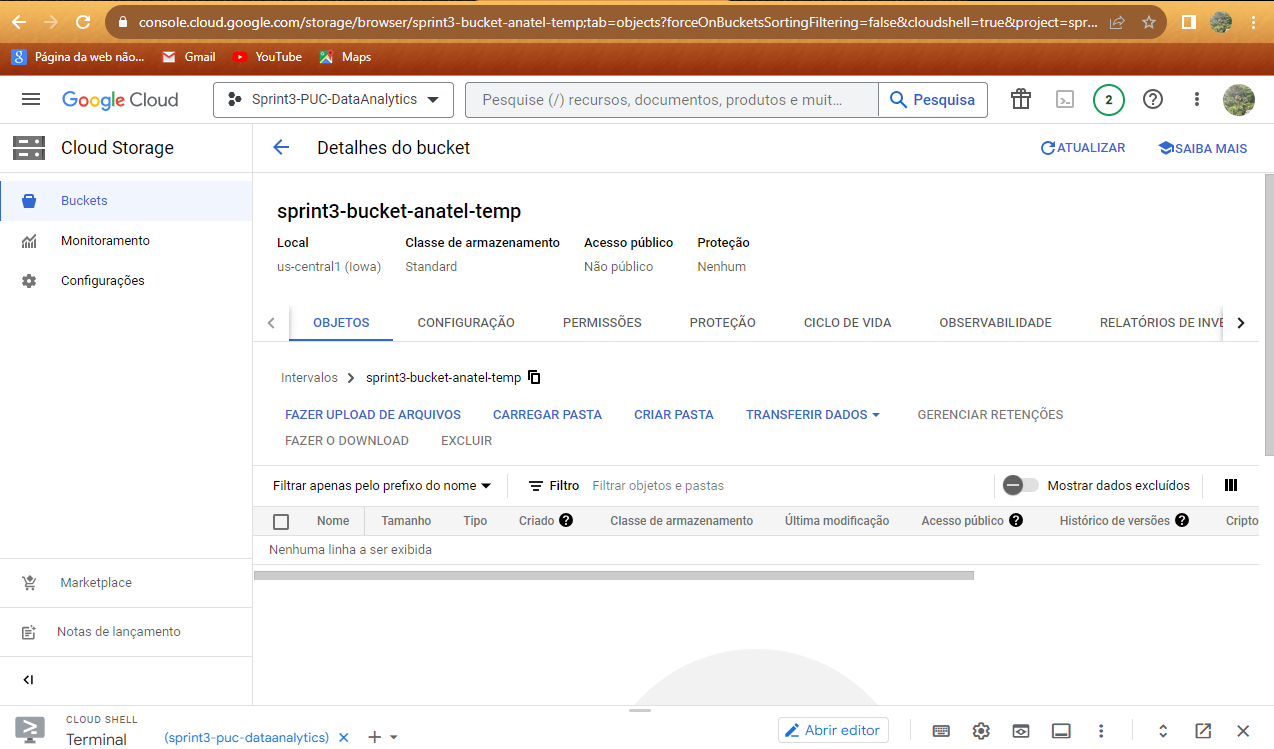 console.cloud.google.com/storage/browser/sprint3-bucket-anatel-temp;tab=objects?forceOnBucketsSortingFiltering=false&cloudshell=true&project=spr...
Página da web não... Gmail YouTube Maps
Google Cloud Sprint3-PUC-DataAnalytics Pesquise (/) recursos, documentos, produtos e muit... Pesquisa 2
Cloud Storage Detalhes do bucket ATUALIZAR SAIBA MAIS
Buckets
Monitoramento
Configurações
sprint3-bucket-anatel-temp
Local Classe de armazenamento Acesso público Proteção
us-central1 (Iowa) Standard Não público Nenhum
OBJETOS CONFIGURAÇÃO PERMISSÕES PROTEÇÃO CICLO DE VIDA OBSERVABILIDADE RELATÓRIOS DE INVE
Intervalos sprint3-bucket-anatel-temp
FAZER UPLOAD DE ARQUIVOS CARREGAR PASTA CRIAR PASTA TRANSFERIR DADOS GERENCIAR RETENÇÕES
FAZER O DOWNLOAD EXCLUIR
Filtrar apenas pelo prefixo do nome Filtro Filtrar objetos e pastas Mostrar dados excluídos
Nome Tamanho Tipo Criado Classe de armazenamento Última modificação Acesso público Histórico de versões Cripto
Nenhuma linha a ser exibida
Marketplace
Notas de lançamento
CLOUD SHELL
Terminal (sprint3-puc-dataanalytics) Abrir editor